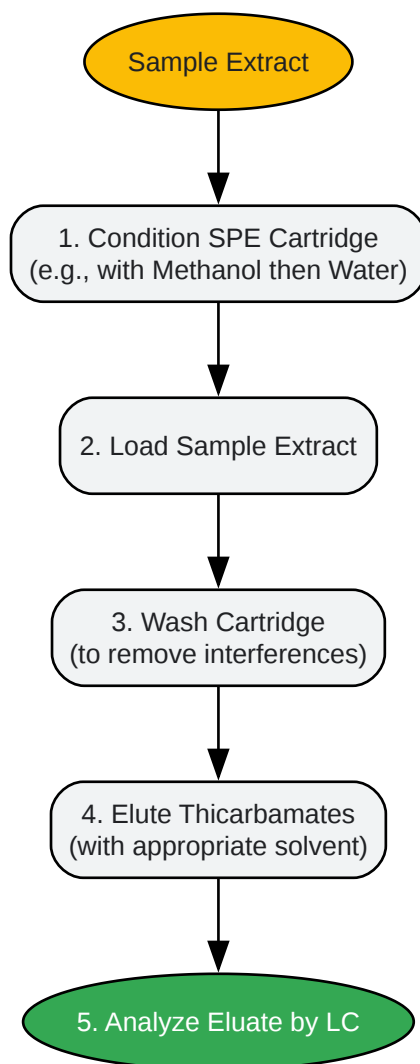 Sample Extract
1. Condition SPE Cartridge
(e.g., with Methanol then Water)
2. Load Sample Extract
3. Wash Cartridge
(to remove interferences)
4. Elute Thicarbamates
(with appropriate solvent)
5. Analyze Eluate by LC